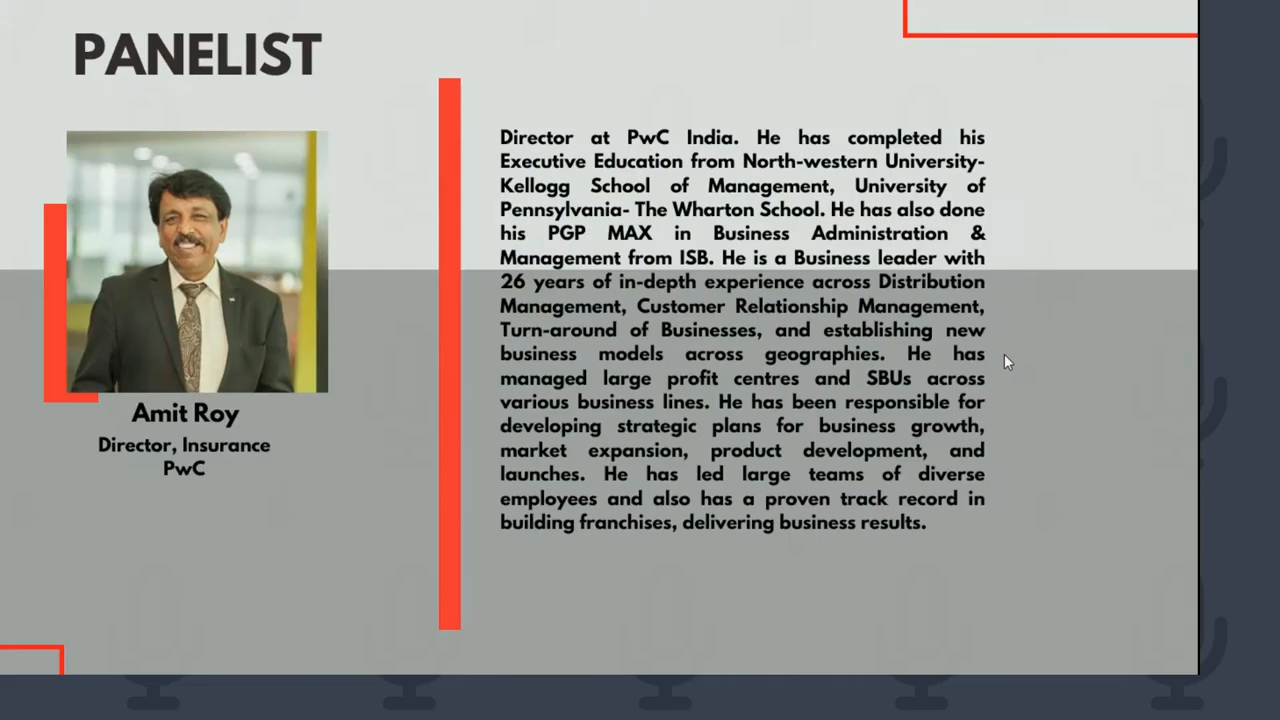 PANELIST
Amit Roy
Director, Insurance
PwC
Director at PwC India. He has completed his
Executive Education from North-western University-
Kellogg School of Management, University of
Pennsylvania- The Wharton School. He has also done
his PGP MAX in Business Administration &
Management from ISB. He is a Business leader with
26 years of in-depth experience across Distribution
Management, Customer Relationship Management,
Turn-around of Businesses, and establishing new
business models across geographies. He has
managed large profit centres and SBUs across
various business lines. He has been responsible for
developing strategic plans for business growth,
market expansion, product development, and
launches. He has led large teams of diverse
employees and also has a proven track record in
building franchises, delivering business results.